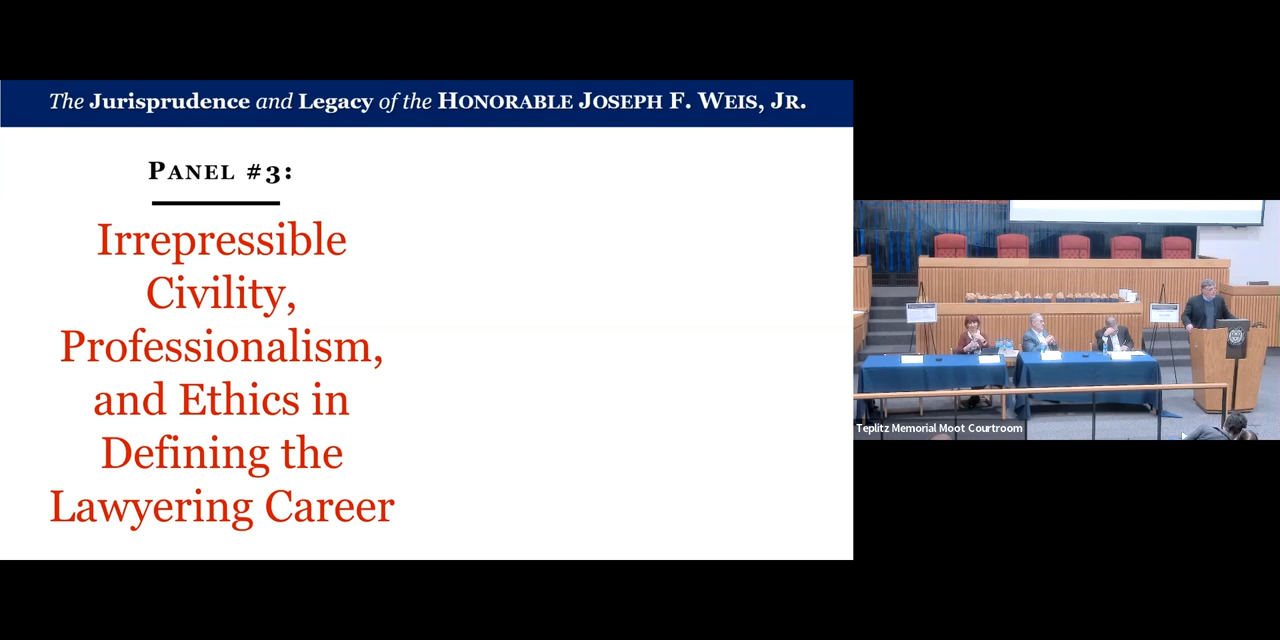 The Jurisprudence and Legacy of the HONORABLE JOSEPH F. WEIS, JR.
PANEL #3:
Irrepressible
Civility,
Professionalism,
and Ethics in
Defining the
Lawyering Career
Teplitz Memorial Moot Courtroom